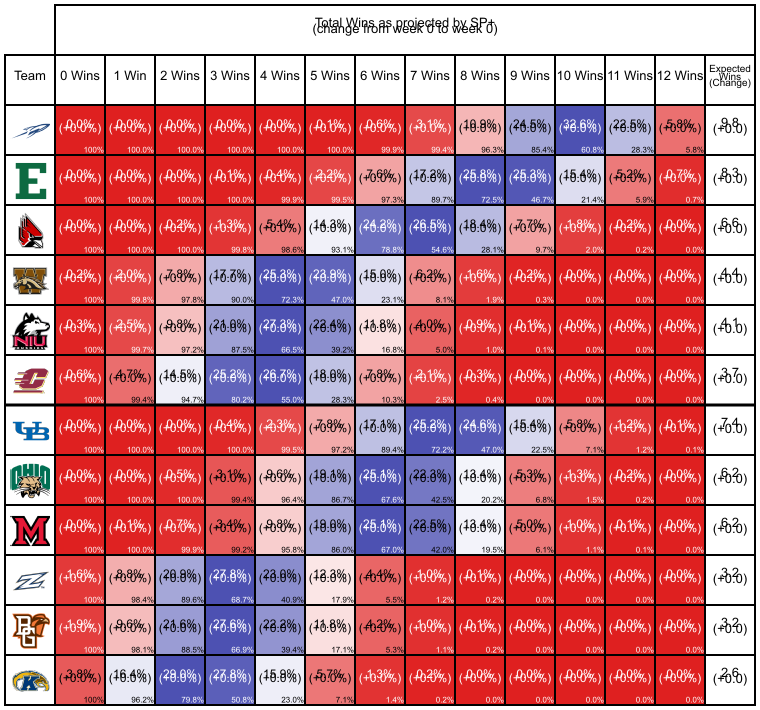 Total Wins as projected by SP+
(change from week 0 to week 0)
Team 0 Wins 1 Win 2 Wins 3 Wins 4 Wins 5 Wins 6 Wins 7 Wins 8 Wins 9 Wins 10 Wins 11 Wins 12 Wins Expected Wins (Change)
0.0% 0.0% 0.0% 0.0% 0.0% 0.1% 0.6% 3.1% 10.9% 24.5% 32.6% 22.5% 5.8% 9.8
(+0.0%) (+0.0%) (+0.0%) (+0.0%) (+0.0%) (+0.0%) (+0.0%) (+0.0%) (+0.0%) (+0.0%) (+0.0%) (+0.0%) (+0.0%) (+0.0)
100% 100.0% 100.0% 100.0% 100.0% 100.0% 99.9% 99.4% 96.3% 85.4% 60.8% 28.3% 5.8%
E 0.0% 0.0% 0.0% 0.1% 0.4% 2.2% 7.6% 17.2% 25.8% 25.3% 15.4% 5.2% 0.7% 8.3
(+0.0%) (+0.0%) (+0.0%) (+0.0%) (+0.0%) (+0.0%) (+0.0%) (+0.0%) (+0.0%) (+0.0%) (+0.0%) (+0.0%) (+0.0%) (+0.0)
100% 100.0% 100.0% 100.0% 99.9% 99.5% 97.3% 89.7% 72.5% 46.7% 21.4% 5.9% 0.7%
0.0% 0.0% 0.2% 1.3% 5.4% 14.3% 24.2% 26.5% 18.4% 7.7% 1.8% 0.2% 0.0% 6.6
(+0.0%) (+0.0%) (+0.0%) (+0.0%) (+0.0%) (+0.0%) (+0.0%) (+0.0%) (+0.0%) (+0.0%) (+0.0%) (+0.0%) (+0.0%) (+0.0)
100% 100.0% 100.0% 99.8% 98.6% 93.1% 78.8% 54.6% 28.1% 9.7% 2.0% 0.2% 0.0%
W 0.2% 2.0% 7.8% 17.7% 25.3% 23.9% 15.0% 6.2% 1.6% 0.2% 0.0% 0.0% 0.0% 4.4
(+0.0%) (+0.0%) (+0.0%) (+0.0%) (+0.0%) (+0.0%) (+0.0%) (+0.0%) (+0.0%) (+0.0%) (+0.0%) (+0.0%) (+0.0%) (+0.0)
100% 99.8% 97.8% 90.0% 72.3% 47.0% 23.1% 8.1% 1.9% 0.3% 0.0% 0.0% 0.0%
NIU 0.3% 2.5% 9.8% 21.0% 27.3% 22.4% 11.8% 4.0% 0.9% 0.1% 0.0% 0.0% 0.0% 4.1
(+0.0%) (+0.0%) (+0.0%) (+0.0%) (+0.0%) (+0.0%) (+0.0%) (+0.0%) (+0.0%) (+0.0%) (+0.0%) (+0.0%) (+0.0%) (+0.0)
100% 99.7% 97.2% 87.5% 66.5% 39.2% 16.8% 5.0% 1.0% 0.1% 0.0% 0.0% 0.0%
C 0.6% 4.7% 14.5% 25.2% 26.7% 18.0% 7.8% 2.1% 0.3% 0.0% 0.0% 0.0% 0.0% 3.7
(+0.0%) (+0.0%) (+0.0%) (+0.0%) (+0.0%) (+0.0%) (+0.0%) (+0.0%) (+0.0%) (+0.0%) (+0.0%) (+0.0%) (+0.0%) (+0.0)
100% 99.4% 94.7% 80.2% 55.0% 28.3% 10.3% 2.5% 0.4% 0.0% 0.0% 0.0% 0.0%
UB 0.0% 0.0% 0.0% 0.4% 2.3% 7.8% 17.1% 25.2% 24.6% 15.4% 5.8% 1.2% 0.1% 7.4
(+0.0%) (+0.0%) (+0.0%) (+0.0%) (+0.0%) (+0.0%) (+0.0%) (+0.0%) (+0.0%) (+0.0%) (+0.0%) (+0.0%) (+0.0%) (+0.0)
100% 100.0% 100.0% 100.0% 99.5% 97.2% 89.4% 72.2% 47.0% 22.5% 7.1% 1.2% 0.1%
OHIO 0.0% 0.0% 0.5% 3.1% 9.6% 19.1% 25.1% 22.3% 13.4% 5.3% 1.3% 0.2% 0.0% 6.2
(+0.0%) (+0.0%) (+0.0%) (+0.0%) (+0.0%) (+0.0%) (+0.0%) (+0.0%) (+0.0%) (+0.0%) (+0.0%) (+0.0%) (+0.0%) (+0.0)
100% 100.0% 100.0% 99.4% 96.4% 86.7% 67.6% 42.5% 20.2% 6.8% 1.5% 0.2% 0.0%
M 0.0% 0.1% 0.7% 3.4% 9.8% 19.0% 25.1% 22.5% 13.4% 5.0% 1.0% 0.1% 0.0% 6.2
(+0.0%) (+0.0%) (+0.0%) (+0.0%) (+0.0%) (+0.0%) (+0.0%) (+0.0%) (+0.0%) (+0.0%) (+0.0%) (+0.0%) (+0.0%) (+0.0)
100% 100.0% 99.9% 99.2% 95.8% 86.0% 67.0% 42.0% 19.5% 6.1% 1.1% 0.1% 0.0%
1.6% 8.8% 20.9% 27.8% 23.0% 12.3% 4.4% 1.0% 0.1% 0.0% 0.0% 0.0% 0.0% 3.2
(+0.0%) (+0.0%) (+0.0%) (+0.0%) (+0.0%) (+0.0%) (+0.0%) (+0.0%) (+0.0%) (+0.0%) (+0.0%) (+0.0%) (+0.0%) (+0.0)
100% 98.4% 89.6% 68.7% 40.9% 17.9% 5.5% 1.2% 0.2% 0.0% 0.0% 0.0% 0.0%
BG 1.9% 9.6% 21.6% 27.6% 22.2% 11.8% 4.2% 1.0% 0.1% 0.0% 0.0% 0.0% 0.0% 3.2
(+0.0%) (+0.0%) (+0.0%) (+0.0%) (+0.0%) (+0.0%) (+0.0%) (+0.0%) (+0.0%) (+0.0%) (+0.0%) (+0.0%) (+0.0%) (+0.0)
100% 98.1% 88.5% 66.9% 39.4% 17.1% 5.3% 1.1% 0.2% 0.0% 0.0% 0.0% 0.0%
K 3.8% 16.4% 29.0% 27.8% 15.9% 5.7% 1.3% 0.2% 0.0% 0.0% 0.0% 0.0% 0.0% 2.6
(+0.0%) (+0.0%) (+0.0%) (+0.0%) (+0.0%) (+0.0%) (+0.0%) (+0.0%) (+0.0%) (+0.0%) (+0.0%) (+0.0%) (+0.0%) (+0.0)
100% 96.2% 79.8% 50.8% 23.0% 7.1% 1.4% 0.2% 0.0% 0.0% 0.0% 0.0% 0.0%